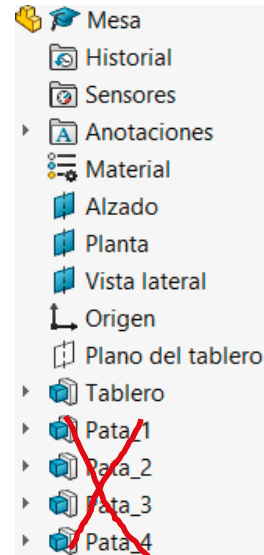 Mesa
Historial
Sensores
Anotaciones
Material
Alzado
Planta
Vista lateral
Origen
Plano del tablero
Tablero
Pata_1
Pata_2
Pata_3
Pata_4